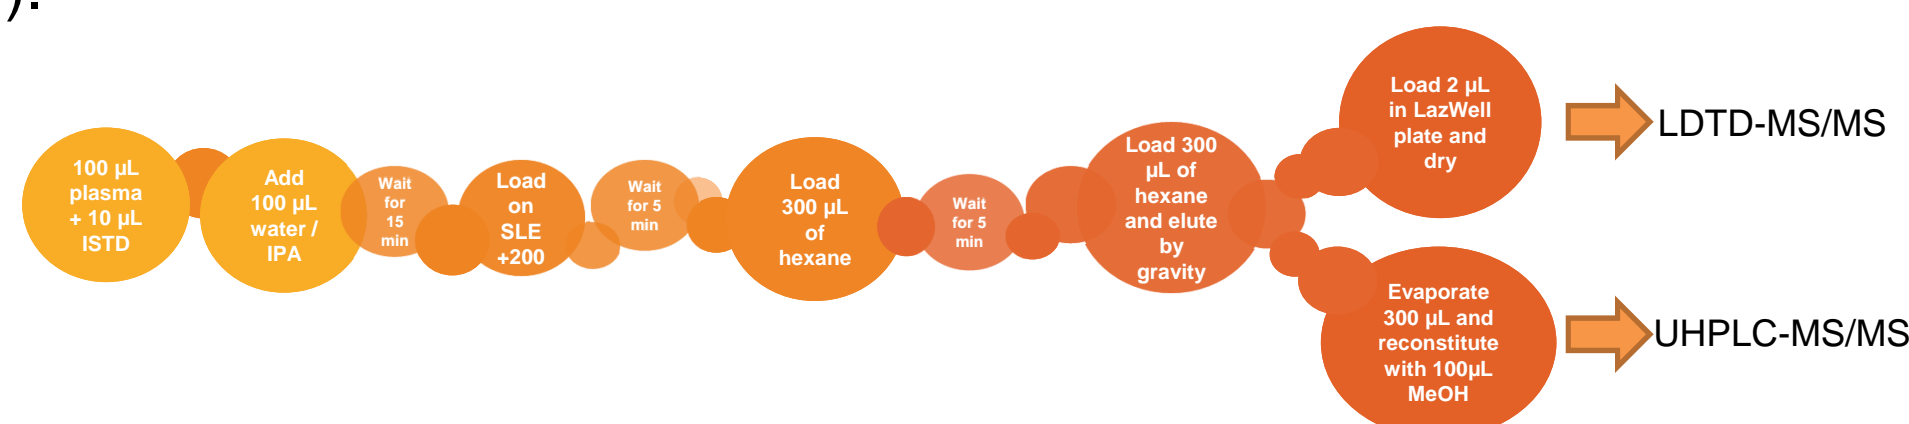 ).
100 µL
plasma
+ 10 µL
ISTD
Add
100 µL
water /
IPA
Wait
for
15
min
Load
on
SLE
+200
Wait
for 5
min
Load
300 µL
of
hexane
Wait
for 5
min
Load 300
µL of
hexane
and elute
by
gravity
Load 2 µL
in LazWell
plate and
dry
LDTD-MS/MS
Evaporate
300 µL and
reconstitute
with 100µL
MeOH
UHPLC-MS/MS